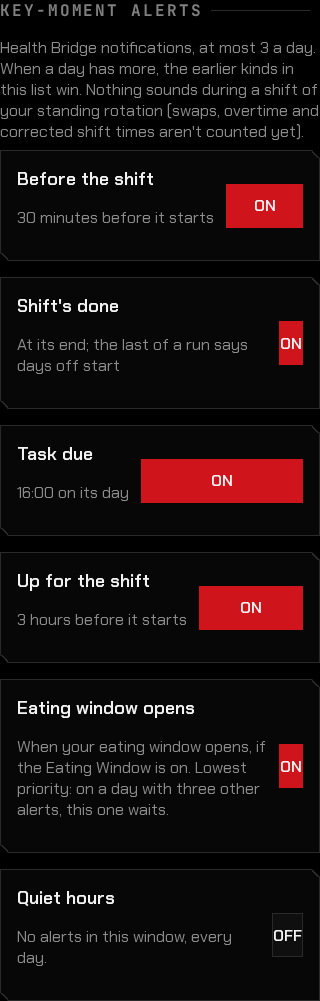 KEY-MOMENT ALERTS
Health Bridge notifications, at most 3 a day.
When a day has more, the earlier kinds in
this list win. Nothing sounds during a shift of
your standing rotation (swaps, overtime and
corrected shift times aren't counted yet).
Before the shift
30 minutes before it starts
ON
Shift's done
At its end; the last of a run says
days off start
ON
Task due
16:00 on its day
ON
Up for the shift
3 hours before it starts
ON
Eating window opens
When your eating window opens, if
the Eating Window is on. Lowest
priority: on a day with three other
alerts, this one waits.
ON
Quiet hours
No alerts in this window, every
day.
OFF